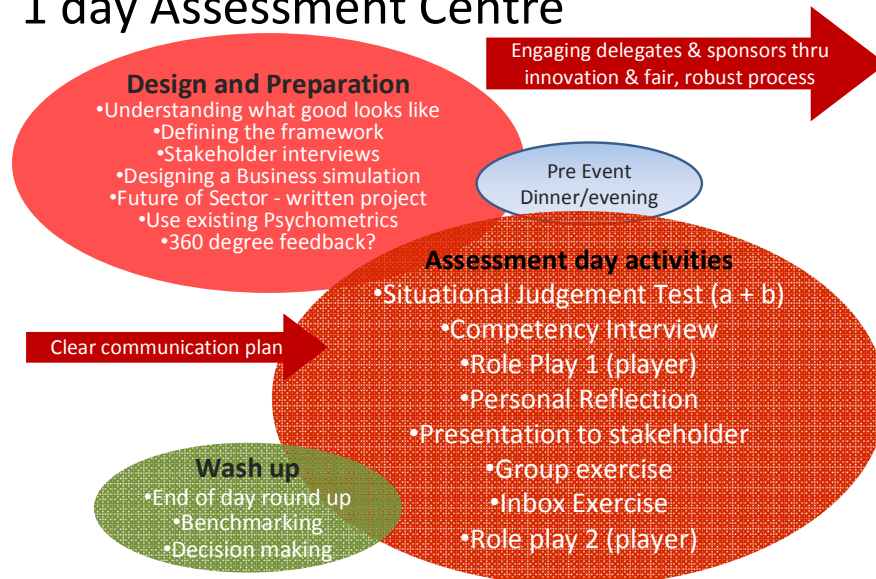 1 day Assessment Centre
Engaging delegates & sponsors thru
innovation & fair, robust process
Design and Preparation
•Understanding what good looks like
•Defining the framework
•Stakeholder interviews
•Designing a Business simulation
•Future of Sector - written project
•Use existing Psychometrics
•360 degree feedback?
Pre Event
Dinner/evening
Assessment day activities
•Situational Judgement Test (a + b)
•Competency Interview
•Role Play 1 (player)
•Personal Reflection
•Presentation to stakeholder
•Group exercise
•Inbox Exercise
•Role play 2 (player)
Clear communication plan
Wash up
•End of day round up
•Benchmarking
•Decision making